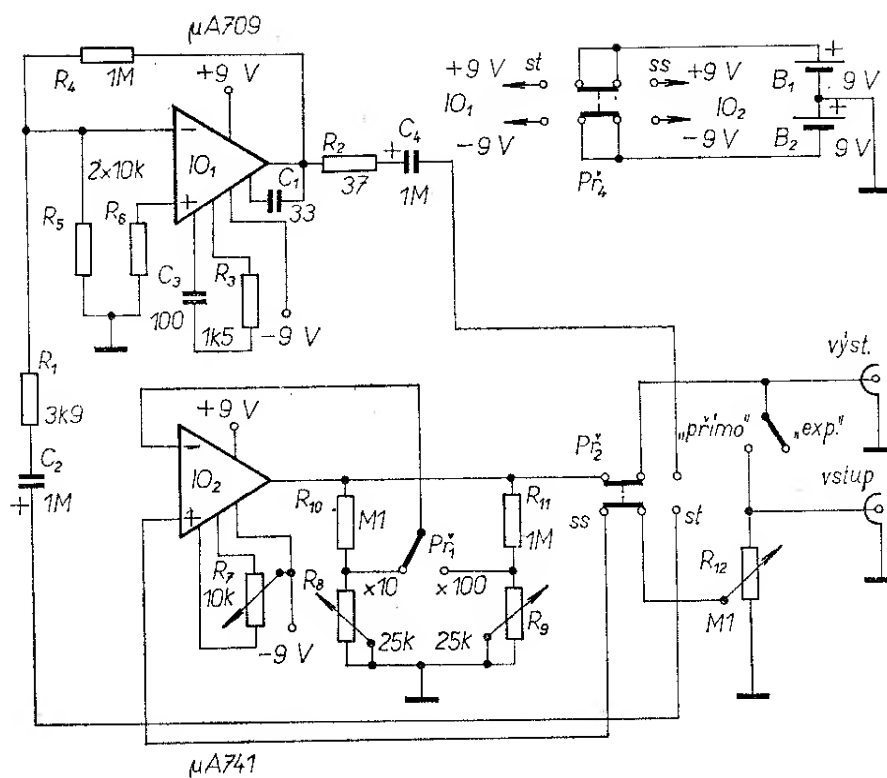 μA709
R4
1M
+9 V
IO1
2×10k
R5
R6
C3
100
R3
1k5
-9 V
C1
33
R2
37
+
C4
1M
+9 V
st
IO1
-9 V
ss
+9 V
IO2
-9 V
Př4
B1
+
9 V
B2
+
9V
R1
3k9
C2
+
1M
+9 V
IO2
R7
10k
-9 V
R10
M1
R8
25k
Př1
×10
×100
R11
1M
R9
25k
Př2
ss
st
"přímo"
"exp."
výst.
vstup
R12
M1
μA741